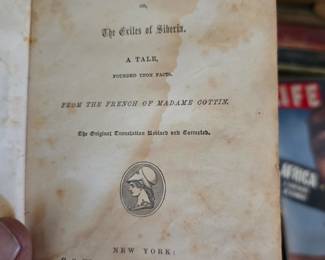 OR,
The Exiles of Siberia.
A TALE,
FOUNDED UPON FACTS.
FROM THE FRENCH OF MADAME COTTIN.
The Original Translation Revised and Corrected.
NEW YORK:
LIFE
AFRICA